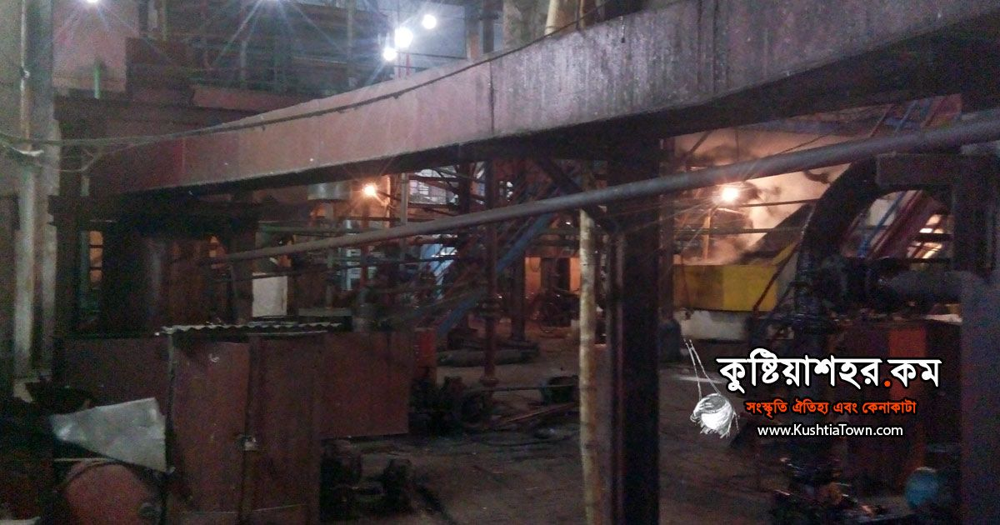 কুষ্টিয়াশহর.কম
সংস্কৃতি ঐতিহ্য এবং কেনাকাটা
www.KushtiaTown.com